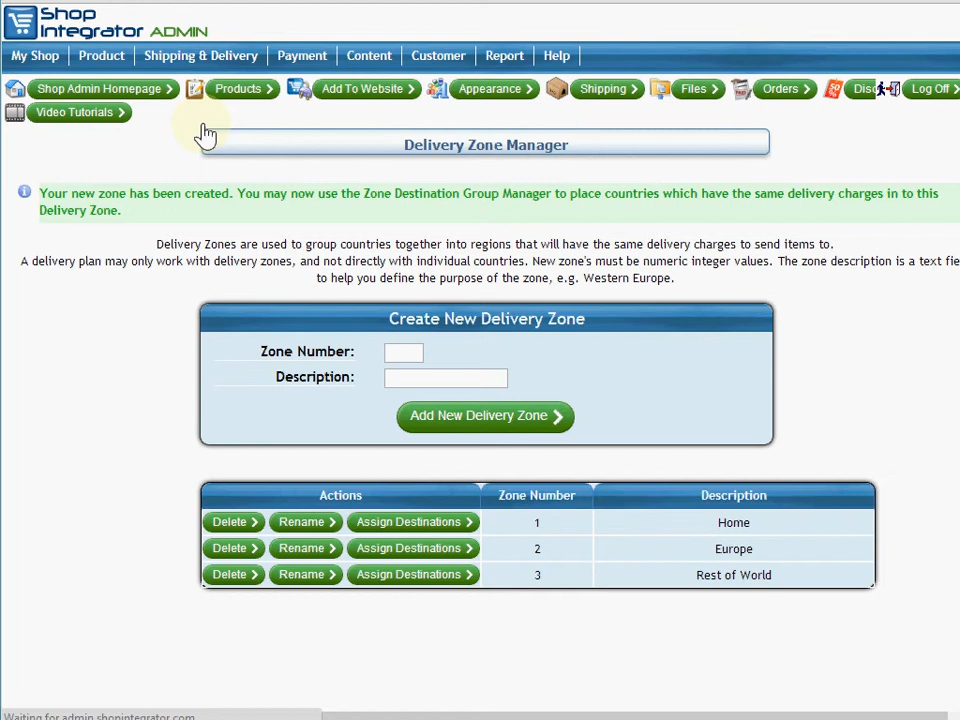 Shop
Integrator ADMIN
My Shop Product Shipping & Delivery Payment Content Customer Report Help
Shop Admin Homepage Products Add To Website Appearance Shipping Files Orders Disc Log Off
Video Tutorials
Delivery Zone Manager
Your new zone has been created. You may now use the Zone Destination Group Manager to place countries which have the same delivery charges in to this
Delivery Zone.
Delivery Zones are used to group countries together into regions that will have the same delivery charges to send items to.
A delivery plan may only work with delivery zones, and not directly with individual countries. New zone's must be numeric integer values. The zone description is a text fie
to help you define the purpose of the zone, e.g. Western Europe.
Create New Delivery Zone
Zone Number:
Description:
Add New Delivery Zone
Actions Zone Number Description
Delete Rename Assign Destinations 1 Home
Delete Rename Assign Destinations 2 Europe
Delete Rename Assign Destinations 3 Rest of World
Waiting for admin.shopintegrator.com